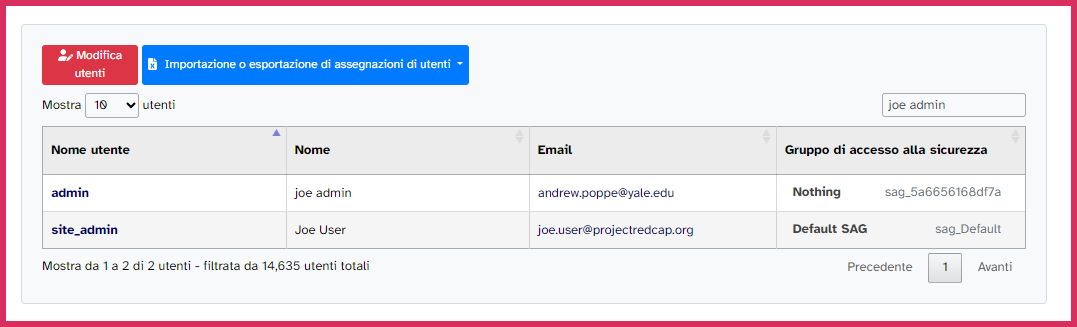 Modifica
utenti
Importazione o esportazione di assegnazioni di utenti
Mostra 10 utenti
joe admin
Nome utente Nome Email Gruppo di accesso alla sicurezza
admin joe admin andrew.poppe@yale.edu Nothing sag_5a6656168df7a
site_admin Joe User joe.user@projectredcap.org Default SAG sag_Default
Mostra da 1 a 2 di 2 utenti - filtrata da 14,635 utenti totali
Precedente 1 Avanti